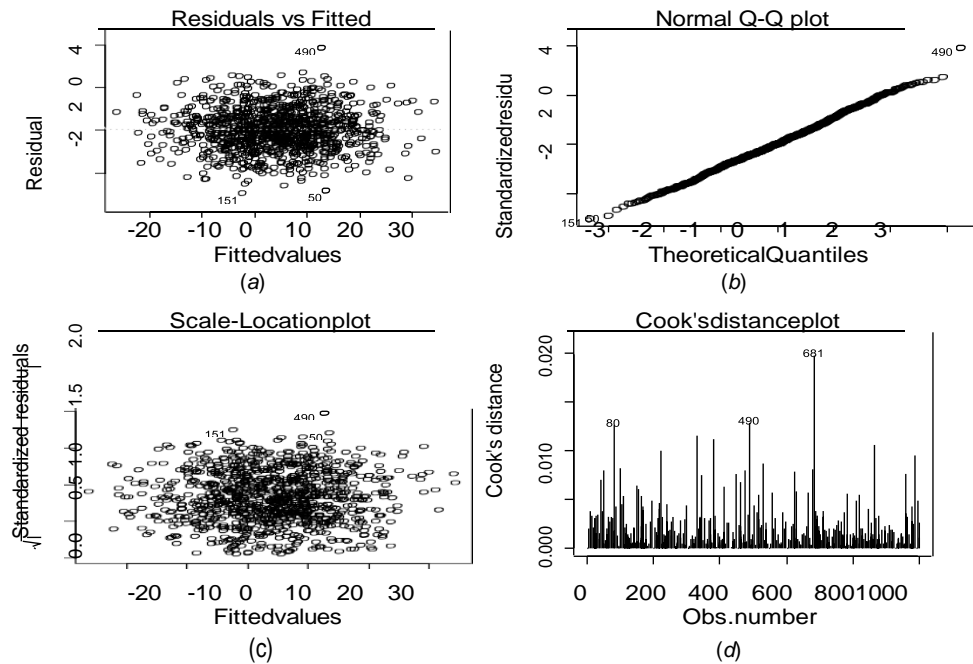 Residuals vs Fitted
4
0
2
-2
Residual
490
151
50
-20 -10 0 10 20 30
Fittedvalues
(a)
Normal Q-Q plot
4
0
2
-2
Standardizedresidu
490
151
50
-3 -2 -1 0 1 2 3
TheoreticalQuantiles
(b)
Scale-Locationplot
2.0
1.5
1.0
0.5
0.0
√|Standardized residuals|
490
151
50
-20 -10 0 10 20 30
Fittedvalues
(c)
Cook'sdistanceplot
0.020
0.010
0.000
Cook's distance
80
490
681
0 200 400 600 8001000
Obs.number
(d)